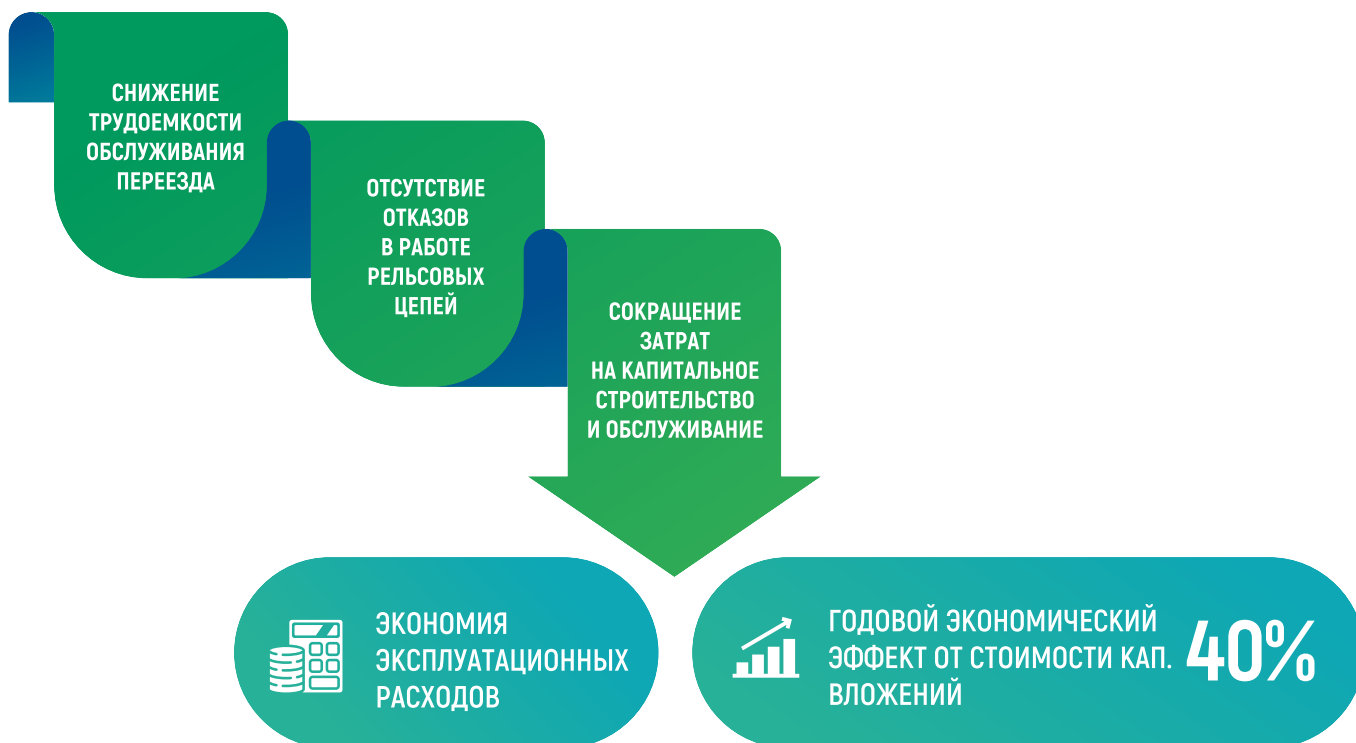 СНИЖЕНИЕ
ТРУДОЕМКОСТИ
ОБСЛУЖИВАНИЯ
ПЕРЕЕЗДА
ОТСУТСТВИЕ
ОТКАЗОВ
В РАБОТЕ
РЕЛЬСОВЫХ
ЦЕПЕЙ
СОКРАЩЕНИЕ
ЗАТРАТ
НА КАПИТАЛЬНОЕ
СТРОИТЕЛЬСТВО
И ОБСЛУЖИВАНИЕ
ЭКОНОМИЯ
ЭКСПЛУАТАЦИОННЫХ
РАСХОДОВ
ГОДОВОЙ ЭКОНОМИЧЕСКИЙ
ЭФФЕКТ ОТ СТОИМОСТИ КАП.
ВЛОЖЕНИЙ
40%